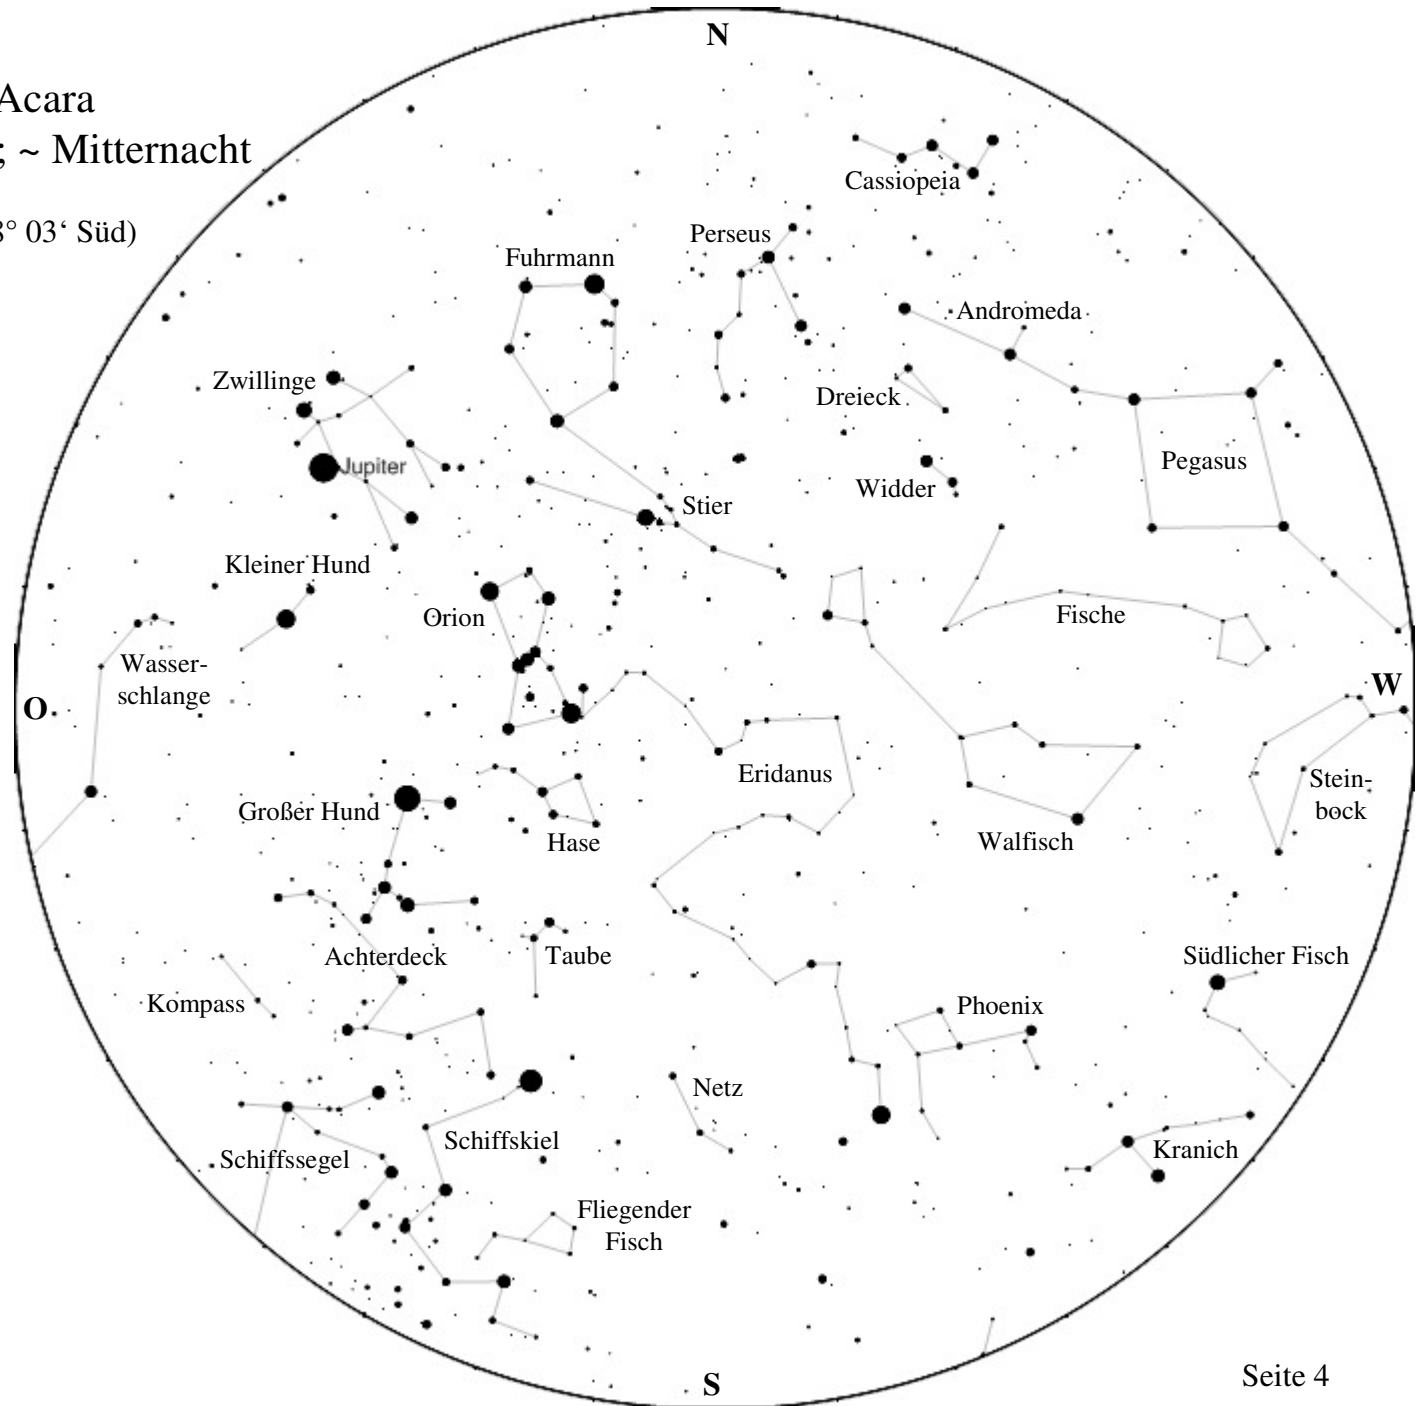 N
Acara
; ~ Mitternacht
8° 03‘ Süd)
Cassiopeia
Perseus
Fuhrmann
Andromeda
Zwillinge
Dreieck
Jupiter
Pegasus
Widder
Stier
Kleiner Hund
Orion
Fische
Wasser-
schlange
O
W
Eridanus
Stein-
bock
Großer Hund
Hase
Walfisch
Achterdeck
Taube
Südlicher Fisch
Kompass
Phoenix
Netz
Schiffskiel
Schiffssegel
Kranich
Fliegender
Fisch
S
Seite 4